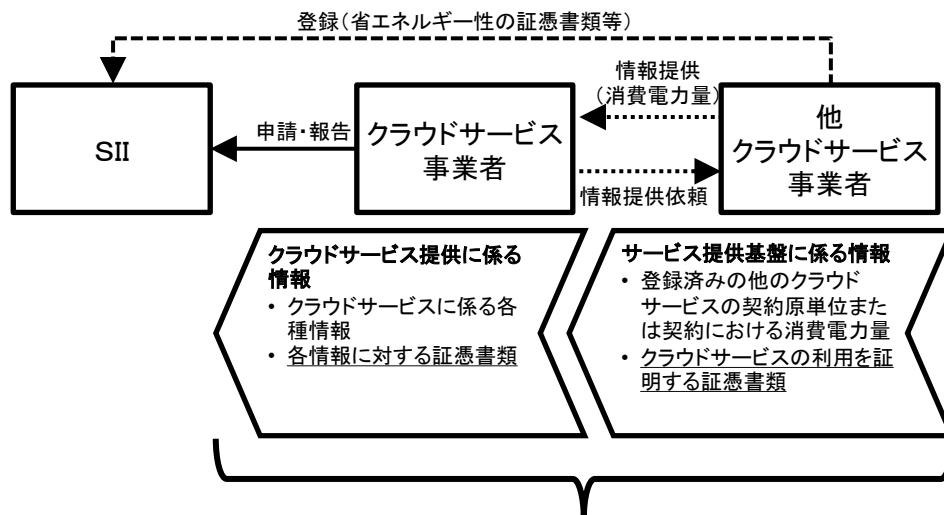 登録（省エネルギー性の証憑書類等）
情報提供
（消費電力量）
SII
申請・報告
クラウドサービス
事業者
他
クラウドサービス
事業者
情報提供依頼
クラウドサービス提供に係る
情報
• クラウドサービスに係る各
種情報
• 各情報に対する証憑書類
サービス提供基盤に係る情報
• 登録済みの他のクラウド
サービスの契約原単位また
は契約における消費電力量
• クラウドサービスの利用を証
明する証憑書類